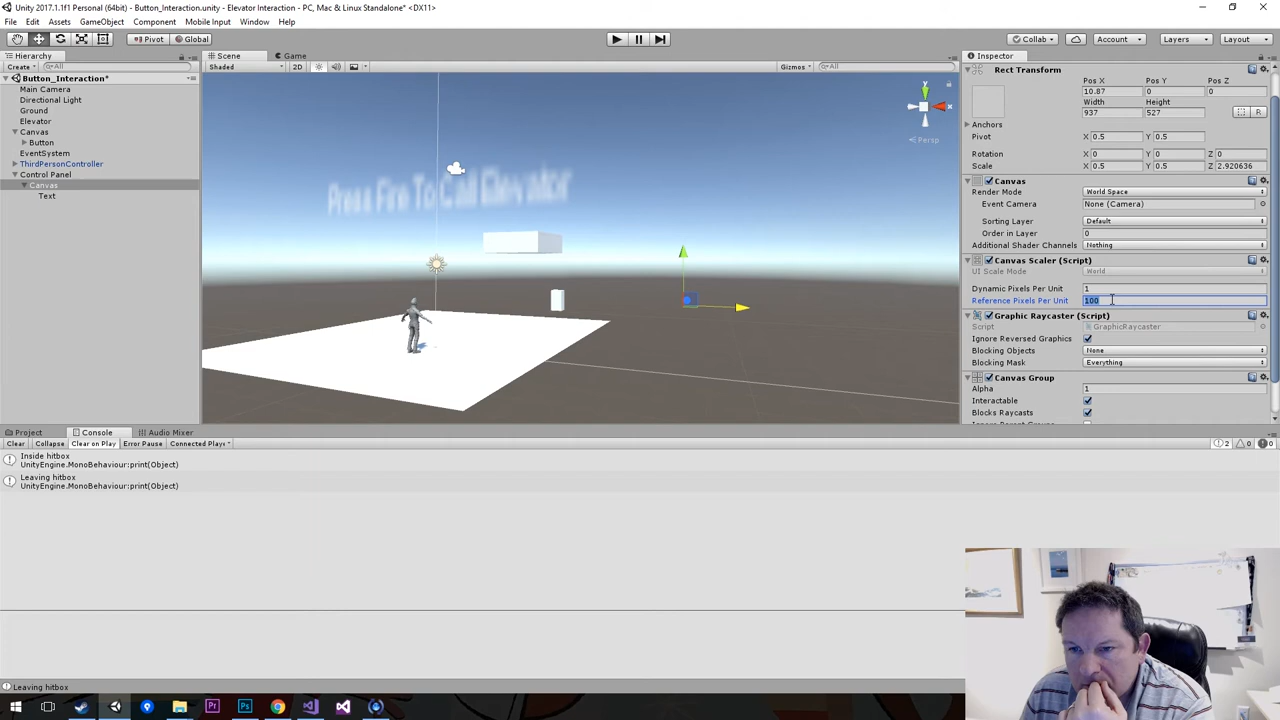 Unity 2017.1.1f1 Personal (64bit) - Button_Interaction.unity - Elevator Interaction - PC, Mac & Linux Standalone* <DX11>
File Edit Assets GameObject Component Mobile Input Window Help
Pivot Global Collab Account Layers Layout
Hierarchy Scene Game Inspector
Create All Shaded 2D Gizmos All
Button_Interaction*
Main Camera
Directional Light
Ground
Elevator
Canvas
Button
EventSystem
ThirdPersonController
Control Panel
Canvas
Text
y
Persp
Rect Transform
Pos X Pos Y Pos Z
10.87 0 0
Width Height
937 527
R
Anchors
Pivot X 0.5 Y 0.5
Rotation X 0 Y 0 Z 0
Scale X 0.5 Y 0.5 Z 2.920636
Canvas
Render Mode World Space
Event Camera None (Camera)
Sorting Layer Default
Order in Layer 0
Additional Shader Channels Nothing
Canvas Scaler (Script)
UI Scale Mode World
Dynamic Pixels Per Unit 1
Reference Pixels Per Unit 100
Graphic Raycaster (Script)
Script GraphicRaycaster
Ignore Reversed Graphics
Blocking Objects None
Blocking Mask Everything
Canvas Group
Alpha 1
Interactable
Blocks Raycasts
Project Console Audio Mixer
Clear Collapse Clear on Play Error Pause Connected Playe 2 0 0
Inside hitbox
UnityEngine.MonoBehaviour:print(Object)
Leaving hitbox
UnityEngine.MonoBehaviour:print(Object)
Leaving hitbox
Pr Ps